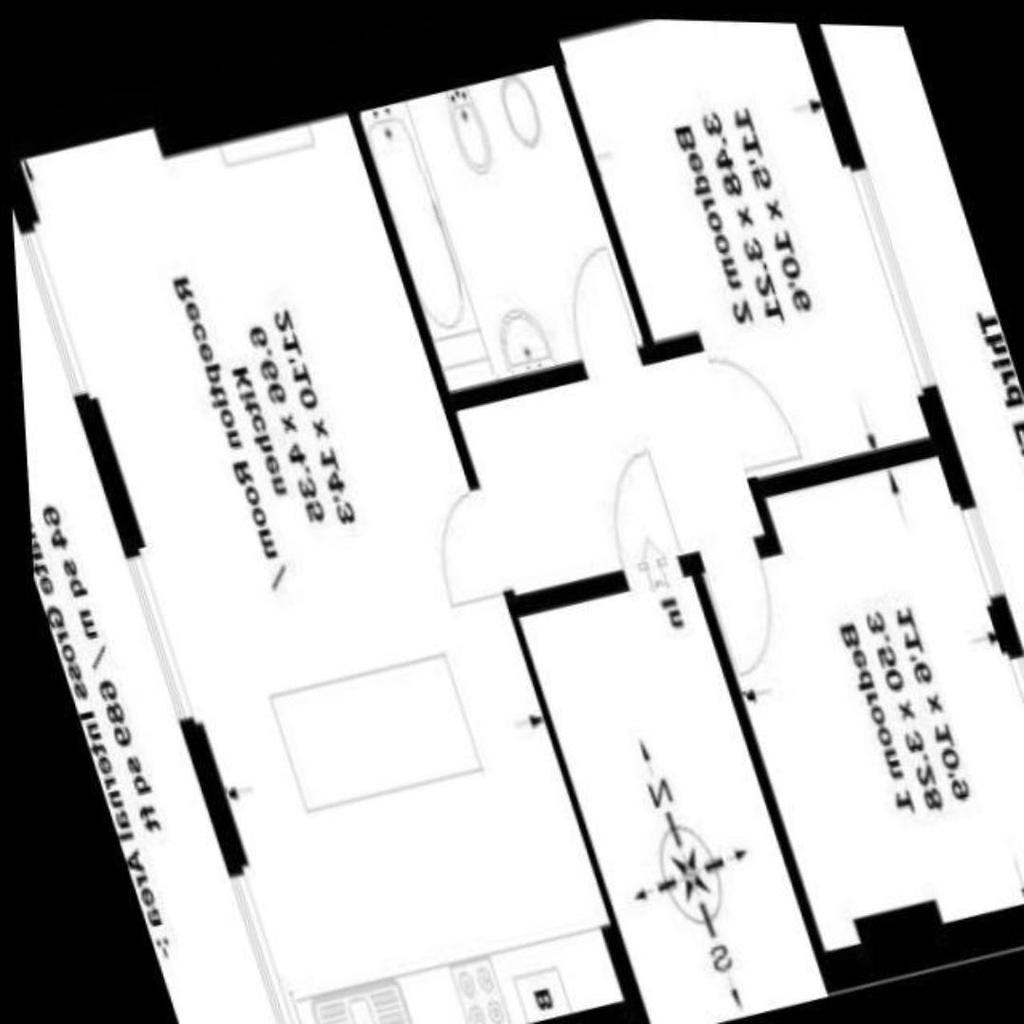 Reception Room /
Kitchen
6.66 x 4.35
21'10 x 14'3
Bedroom 2
3.48 x 3.21
11'5 x 10'6
Bedroom 1
3.50 x 3.28
11'6 x 10'9
In
N
S
B
Third
Gross Internal Area :-
64 sq m / 689 sq ft